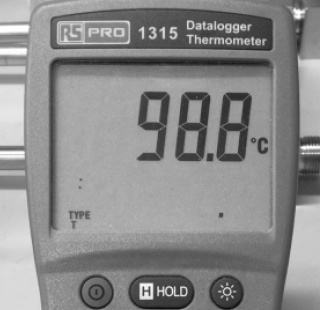 RS PRO 1315 Datalogger
Thermometer
98.8 °C
:
TYPE
T
H HOLD